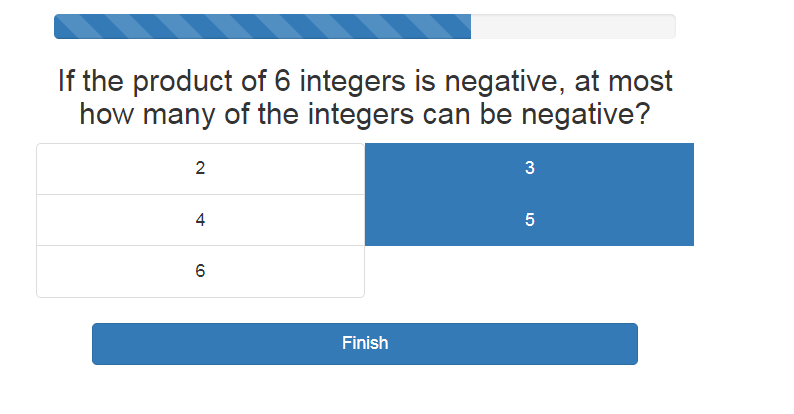 If the product of 6 integers is negative, at most
how many of the integers can be negative?
2
3
4
5
6
Finish